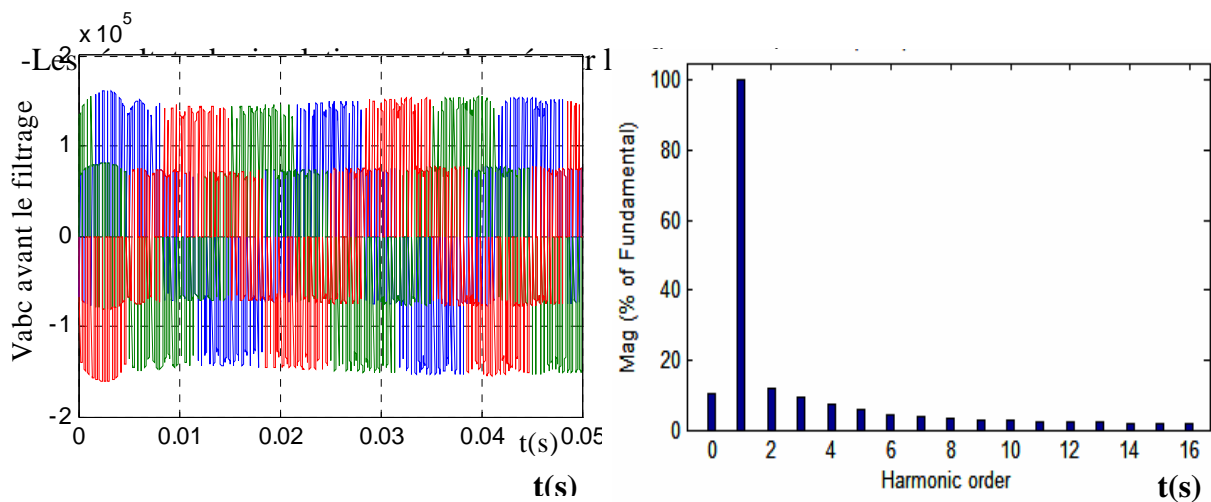 x 10^5
-Les
2
1
0
-1
-2
Vabc avant le filtrage
0 0.01 0.02 0.03 0.04 0.05
t(s)
t(s)
100
80
60
40
20
0
Mag (% of Fundamental)
0 2 4 6 8 10 12 14 16
Harmonic order
t(s)